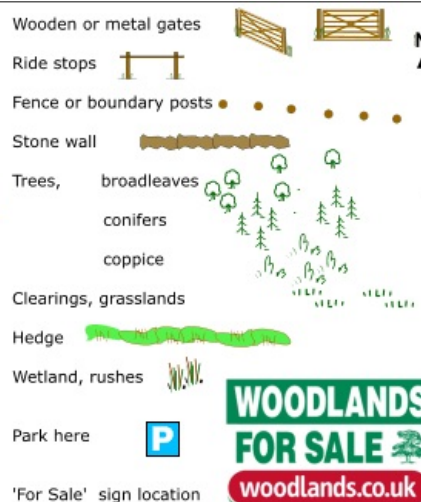 Wooden or metal gates
Ride stops
Fence or boundary posts
Stone wall
Trees, broadleaves
conifers
coppice
Clearings, grasslands
Hedge
Wetland, rushes
Park here
P
'For Sale' sign location
WOODLANDS
FOR SALE
woodlands.co.uk